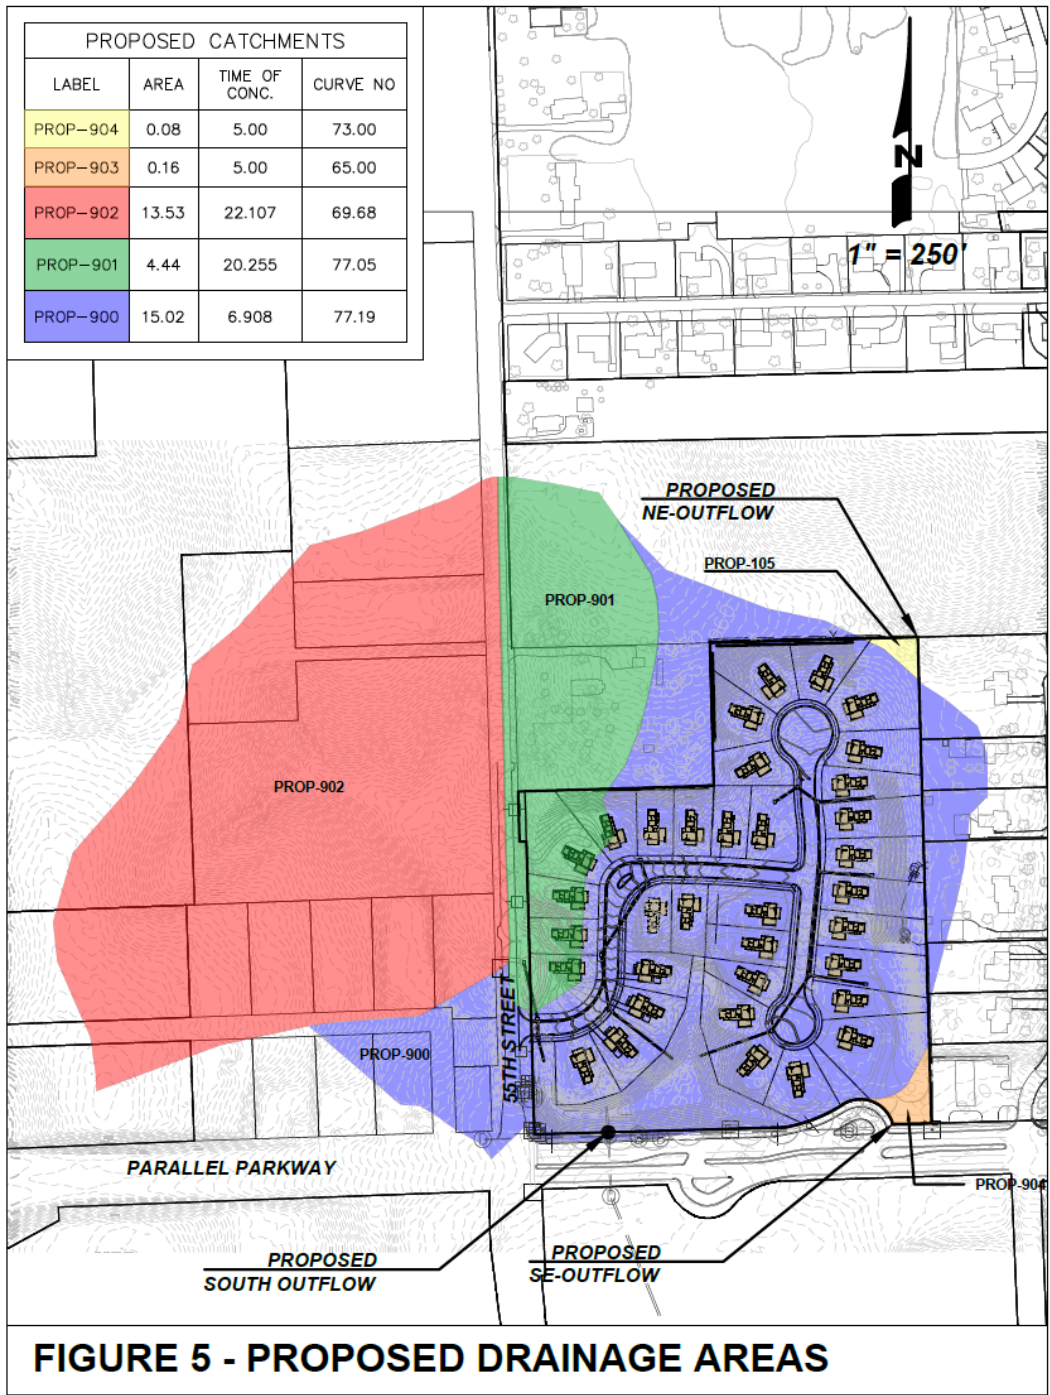 PROPOSED CATCHMENTS
LABEL AREA TIME OF CONC. CURVE NO
PROP-904 0.08 5.00 73.00
PROP-903 0.16 5.00 65.00
PROP-902 13.53 22.107 69.68
PROP-901 4.44 20.255 77.05
PROP-900 15.02 6.908 77.19
N
1" = 250'
PROPOSED
NE-OUTFLOW
PROP-105
PROP-901
PROP-902
PROP-900
55TH STREET
PARALLEL PARKWAY
PROP-904
PROPOSED
SOUTH OUTFLOW
PROPOSED
SE-OUTFLOW
FIGURE 5 - PROPOSED DRAINAGE AREAS